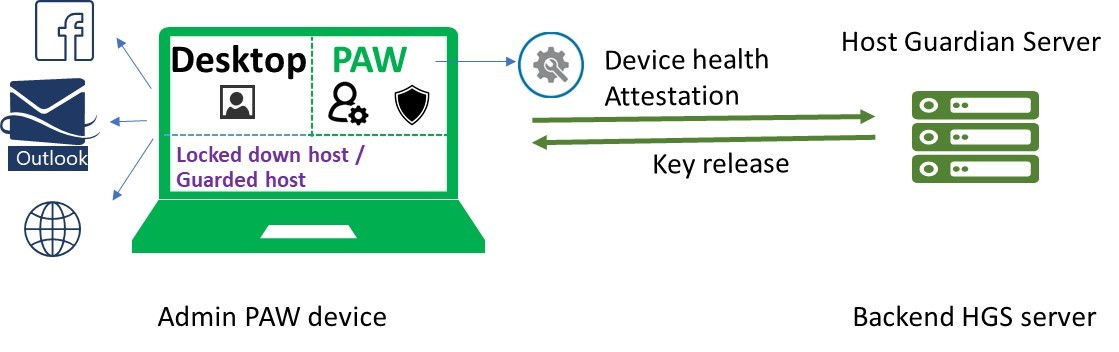 f
Outlook
Desktop
PAW
Locked down host /
Guarded host
Device health
Attestation
Key release
Host Guardian Server
Admin PAW device
Backend HGS server